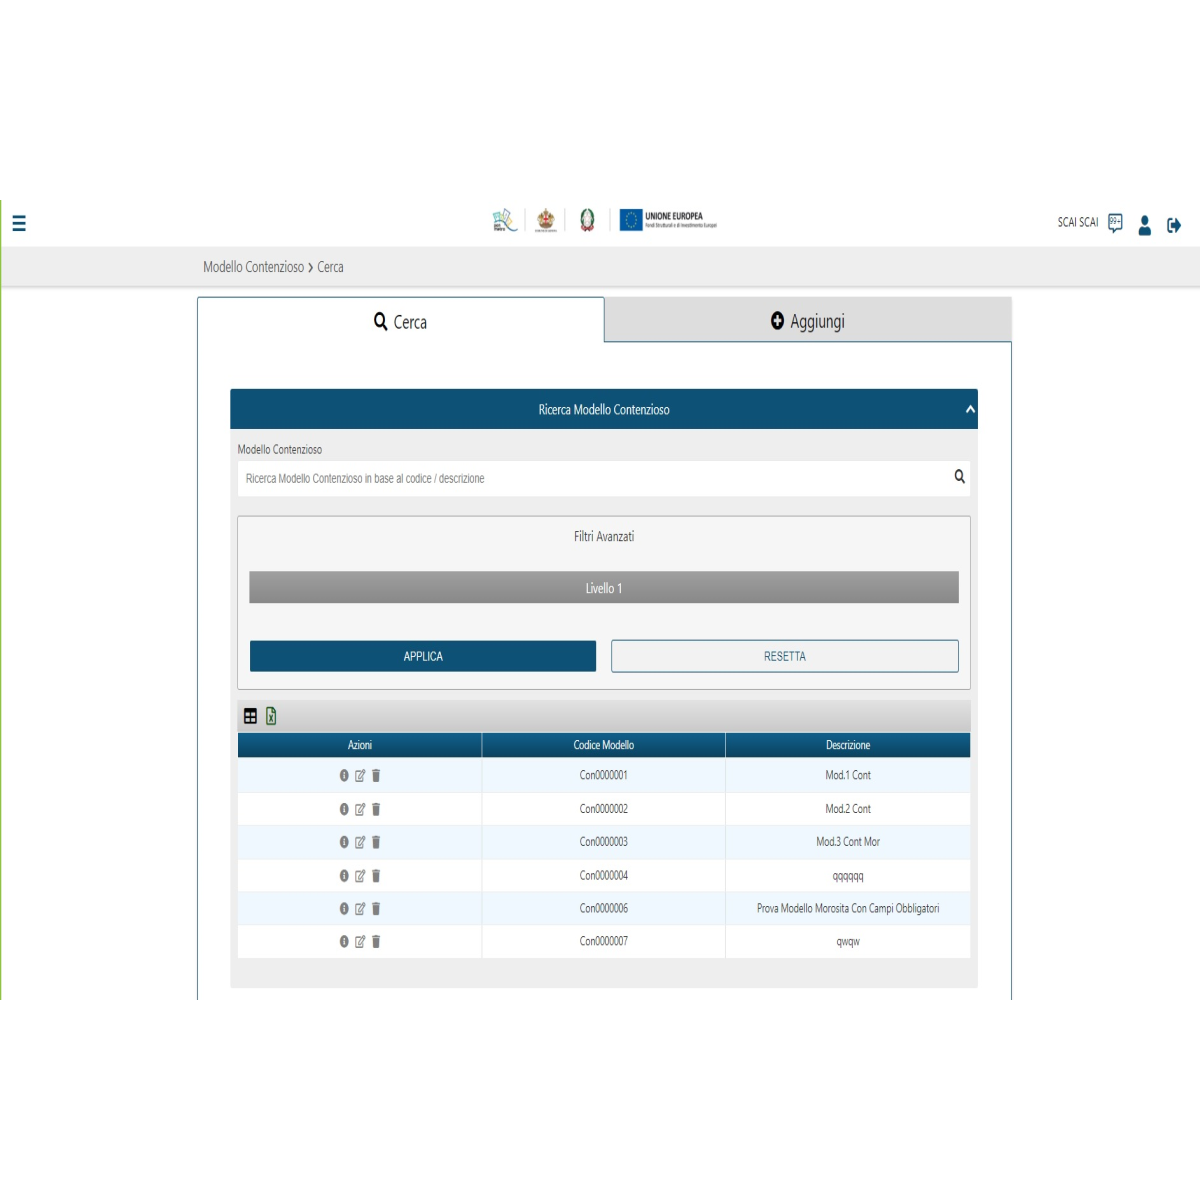 UNIONE EUROPEA
Fondi Strutturali e di Investimento Europei
SCAI SCAI
99+
Modello Contenzioso > Cerca
Cerca
Aggiungi
Ricerca Modello Contenzioso
Modello Contenzioso
Ricerca Modello Contenzioso in base al codice / descrizione
Filtri Avanzati
Livello 1
APPLICA RESETTA
Azioni Codice Modello Descrizione
Con0000001 Mod.1 Cont
Con0000002 Mod.2 Cont
Con0000003 Mod.3 Cont Mor
Con0000004 qqqqqq
Con0000006 Prova Modello Morosita Con Campi Obbligatori
Con0000007 qwqw